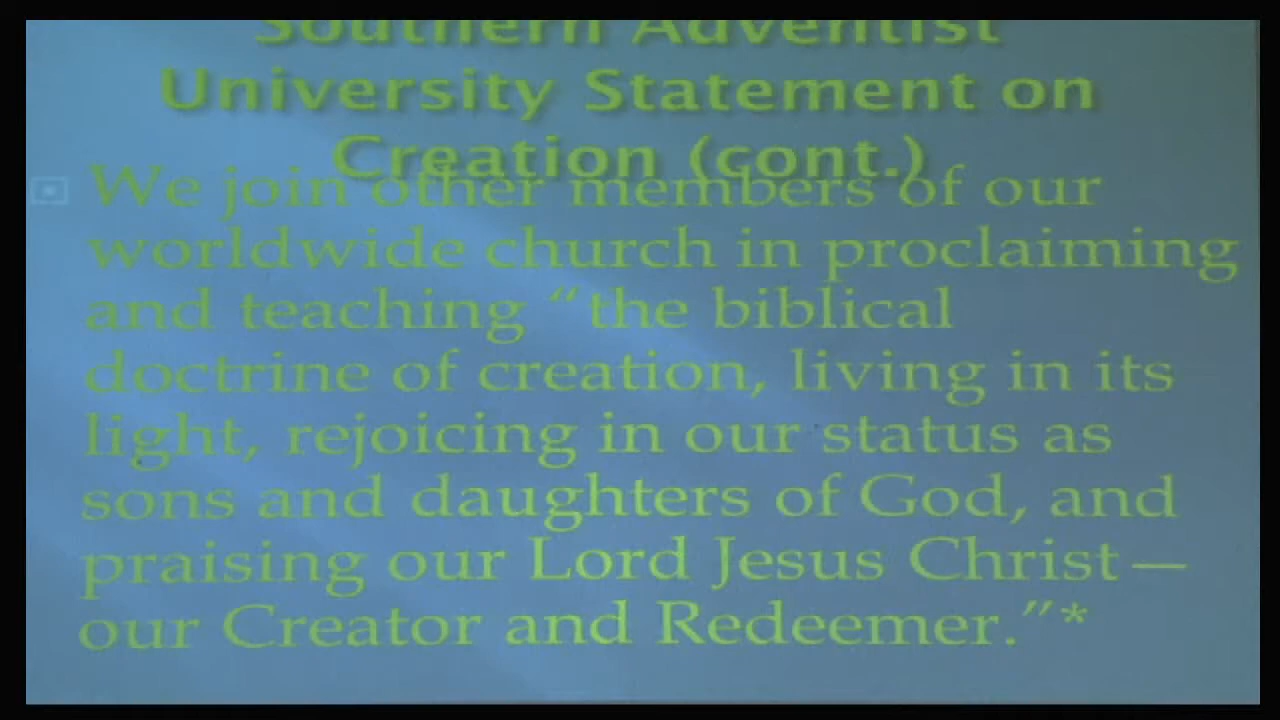 Southern Adventist
University Statement on
Creation (cont.)
We join other members of our
worldwide church in proclaiming
and teaching “the biblical
doctrine of creation, living in its
light, rejoicing in our status as
sons and daughters of God, and
praising our Lord Jesus Christ—
our Creator and Redeemer.”*